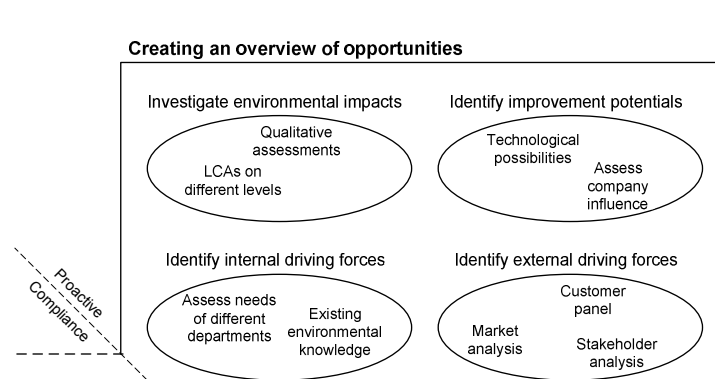 Creating an overview of opportunities
Investigate environmental impacts
Qualitative
assessments
LCAs on
different levels
Identify improvement potentials
Technological
possibilities
Assess
company
influence
Identify internal driving forces
Assess needs
of different
departments
Existing
environmental
knowledge
Identify external driving forces
Customer
panel
Market
analysis
Stakeholder
analysis
Proactive
Compliance